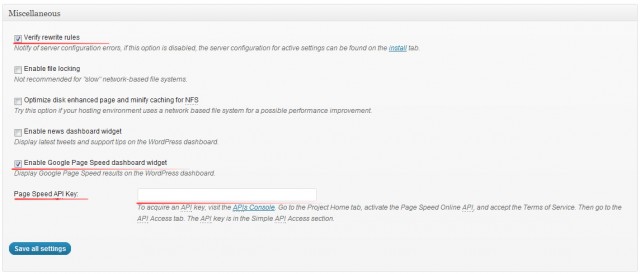 Miscellaneous
Verify rewrite rules
Notify of server configuration errors, if this option is disabled, the server configuration for active settings can be found on the install tab.
Enable file locking
Not recommended for "slow" network-based file systems.
Optimize disk enhanced page and minify caching for NFS
Try this option if your hosting environment uses a network based file system for a possible performance improvement.
Enable news dashboard widget
Display latest tweets and support tips on the WordPress dashboard.
Enable Google Page Speed dashboard widget
Display Google Page Speed results on the WordPress dashboard.
Page Speed API Key:
To acquire an API key, visit the APIs Console. Go to the Project Home tab, activate the Page Speed Online API, and accept the Terms of Service. Then go to the
API Access tab. The API key is in the Simple API Access section.
Save all settings